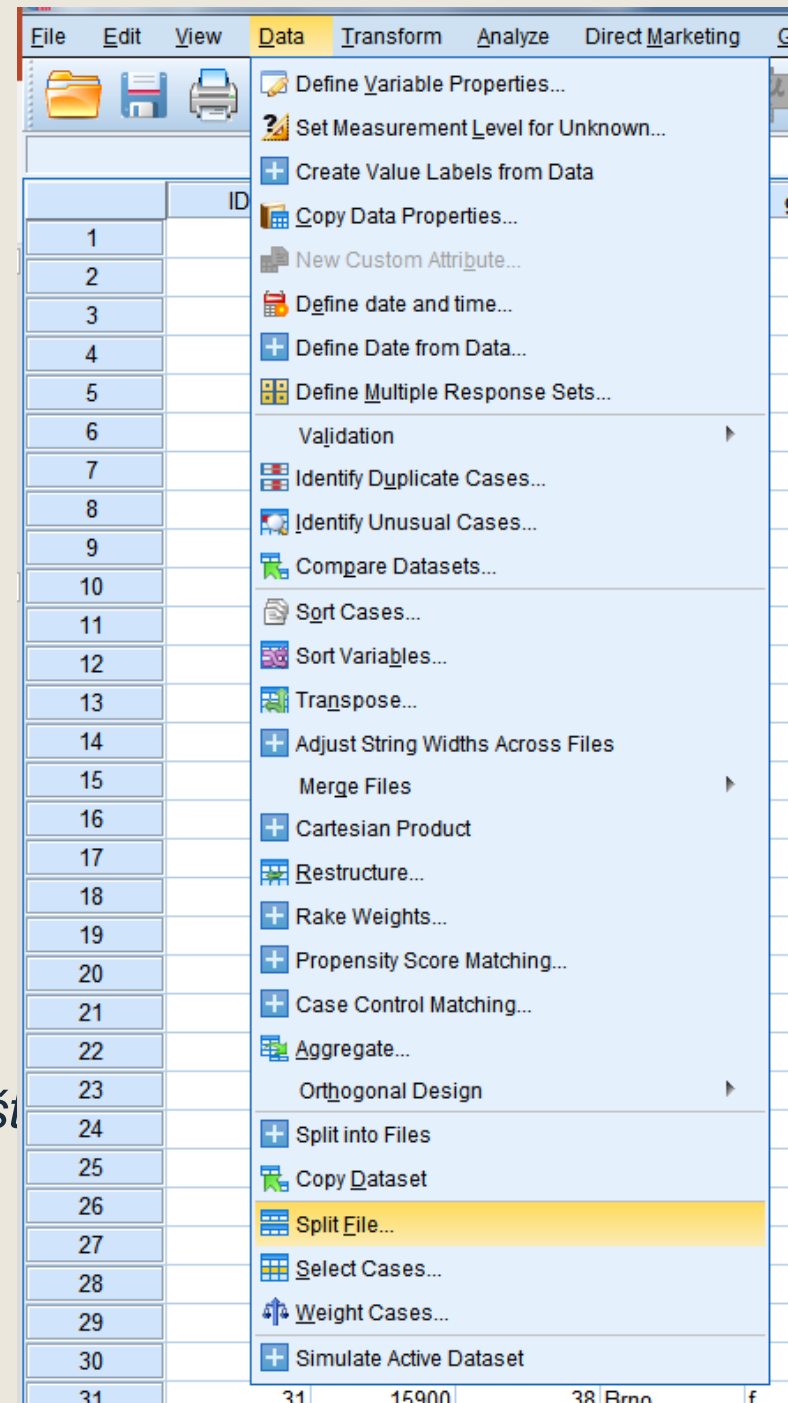 File Edit View Data Transform Analyze Direct Marketing G
Define Variable Properties...
Set Measurement Level for Unknown...
Create Value Labels from Data
ID
Copy Data Properties...
1
New Custom Attribute...
2
Define date and time...
3
Define Date from Data...
4
Define Multiple Response Sets...
5
6
Validation
7
Identify Duplicate Cases...
8
Identify Unusual Cases...
9
Compare Datasets...
10
Sort Cases...
11
Sort Variables...
12
Transpose...
13
14
Adjust String Widths Across Files
15
Merge Files
16
Cartesian Product
17
Restructure...
18
Rake Weights...
19
Propensity Score Matching...
20
Case Control Matching...
21
Aggregate...
22
Orthogonal Design
23
št
24
Split into Files
25
Copy Dataset
26
Split File...
27
Select Cases...
28
Weight Cases...
29
Simulate Active Dataset
30
31 31 15900 38 Brno f